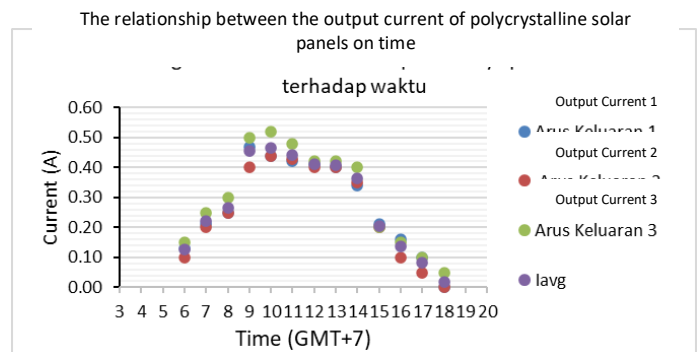 The relationship between the output current of polycrystalline solar
panels on time
terhadap waktu
0.60
0.50
0.40
0.30
0.20
0.10
0.00
Current (A)
3 4 5 6 7 8 9 10 11 12 13 14 15 16 17 18 19 20
Time (GMT+7)
Output Current 1
Arus Keluaran 1
Output Current 2
Output Current 3
Arus Keluaran 3
Iavg